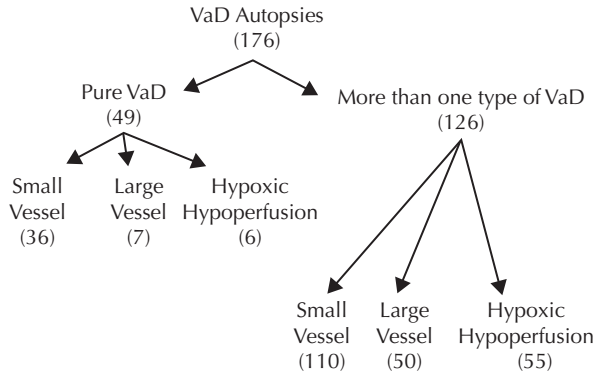 VaD Autopsies
(176)
Pure VaD
(49)
More than one type of VaD
(126)
Small
Vessel
(36)
Large
Vessel
(7)
Hypoxic
Hypoperfusion
(6)
Small
Vessel
(110)
Large
Vessel
(50)
Hypoxic
Hypoperfusion
(55)